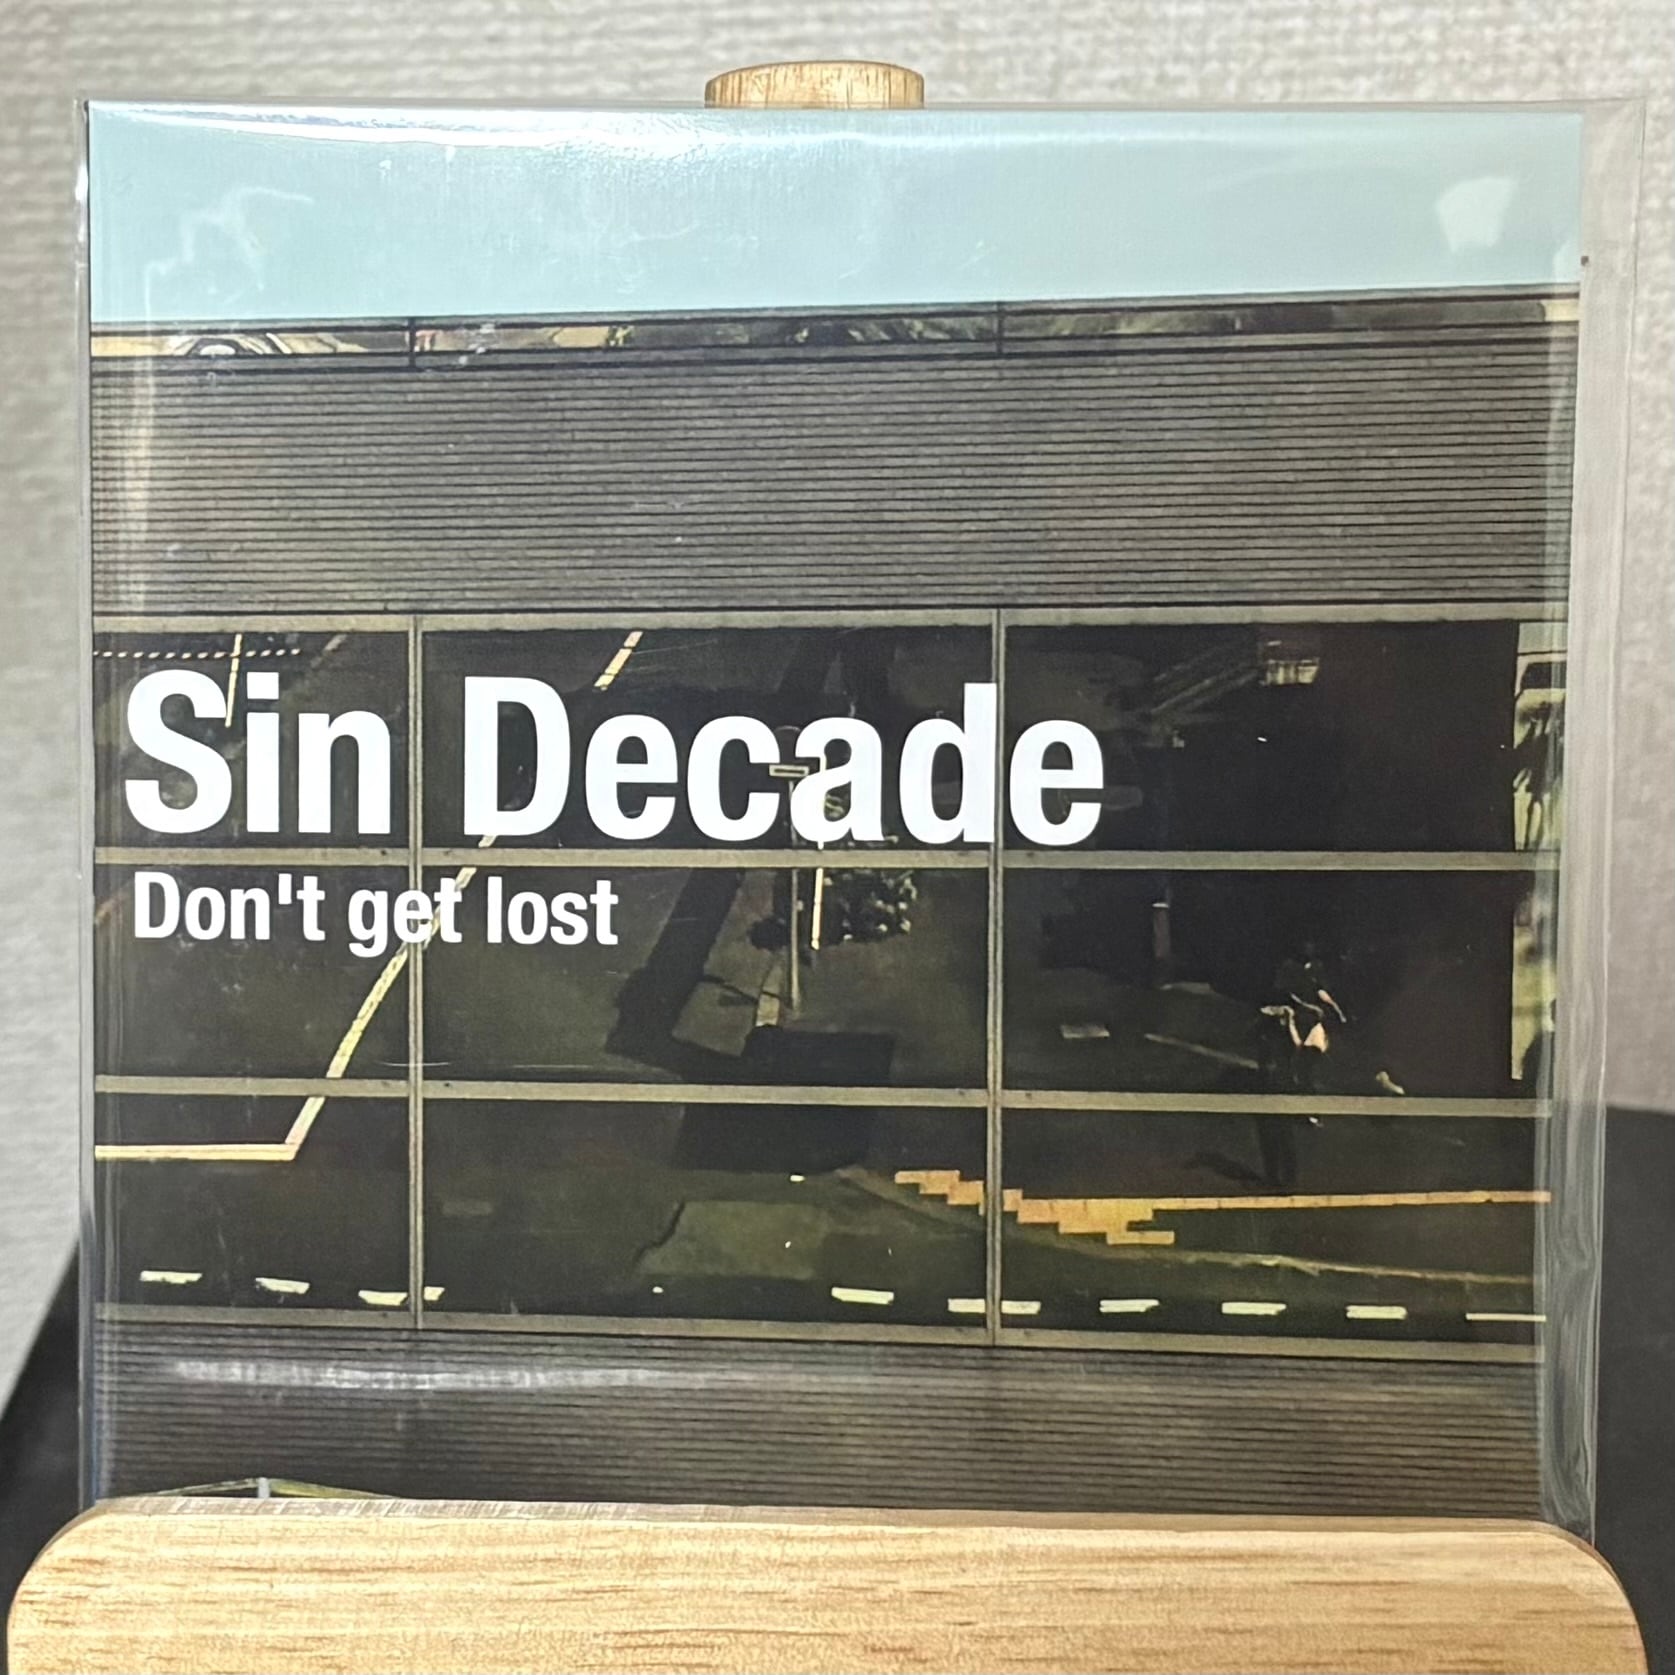 Sin Decade
Don't get lost